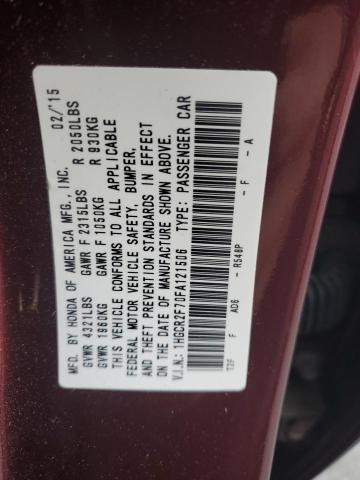 MFD. BY HONDA OF AMERICA MFG., INC. 02/'15
GVWR 4321LBS GAWR F 2315LBS R 2050LBS
GVWR 1960KG GAWR F 1050KG R 930KG
THIS VEHICLE CONFORMS TO ALL APPLICABLE
FEDERAL MOTOR VEHICLE SAFETY, BUMPER,
AND THEFT PREVENTION STANDARDS IN EFFECT
ON THE DATE OF MANUFACTURE SHOWN ABOVE.
V.I.N.: 1HGCR2F70FA121506 TYPE: PASSENGER CAR
T2F AD6 -R548P -F -A
F